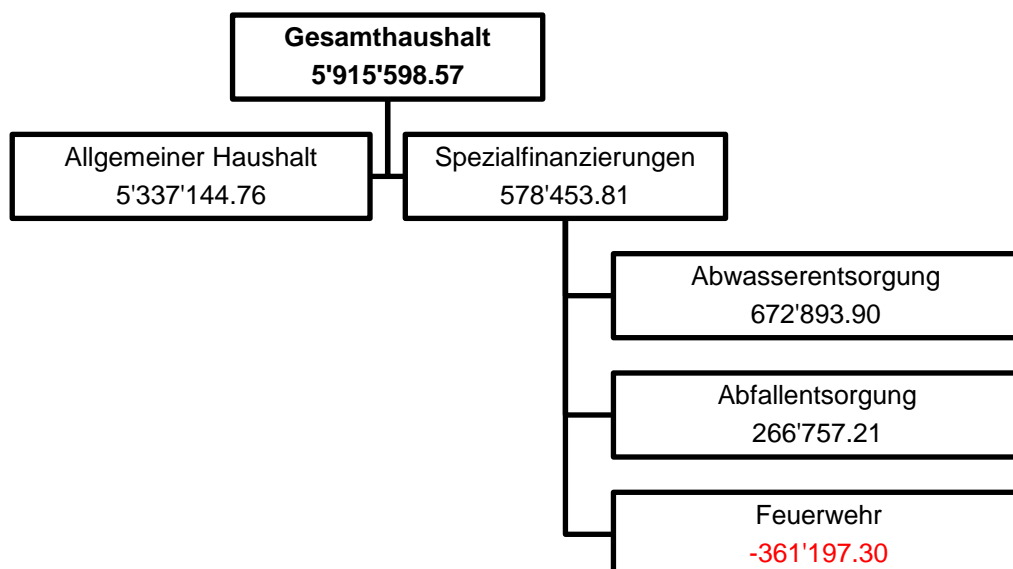 Gesamthaushalt
5'915'598.57
Allgemeiner Haushalt
5'337'144.76
Spezialfinanzierungen
578'453.81
Abwasserentsorgung
672'893.90
Abfallentsorgung
266'757.21
Feuerwehr
-361'197.30